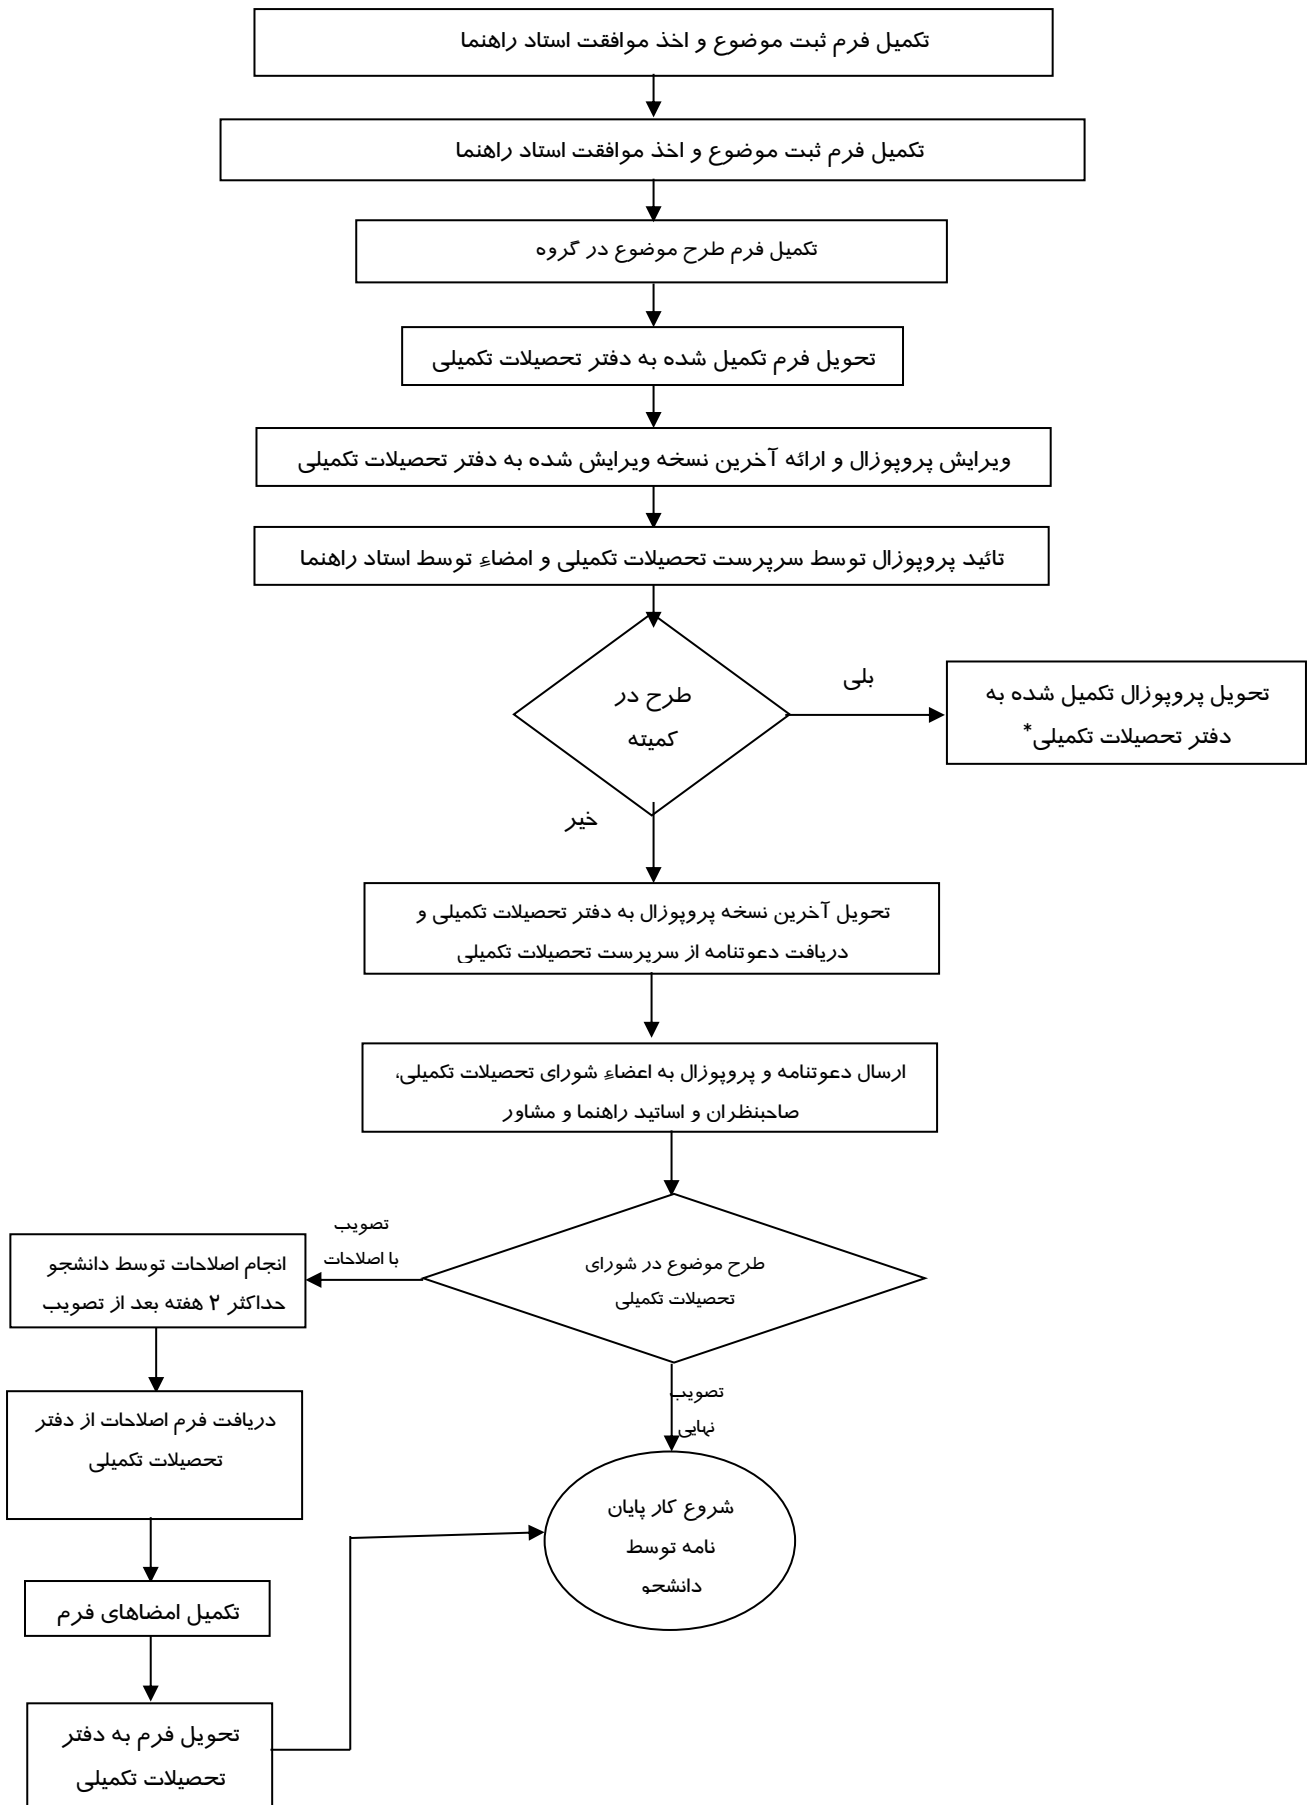 تکمیل فرم ثبت موضوع و اخذ موافقت استاد راهنما
تکمیل فرم ثبت موضوع و اخذ موافقت استاد راهنما
تکمیل فرم طرح موضوع در گروه
تحویل فرم تکمیل شده به دفتر تحصیلات تکمیلی
ویرایش پروپوزال و ارائه آخرین نسخه ویرایش شده به دفتر تحصیلات تکمیلی
تائید پروپوزال توسط سرپرست تحصیلات تکمیلی و امضاءِ توسط استاد راهنما
طرح در
کمیته
بلی
تحویل پروپوزال تکمیل شده به
دفتر تحصیلات تکمیلی*
خیر
تحویل آخرین نسخه پروپوزال به دفتر تحصیلات تکمیلی و
دریافت دعوتنامه از سرپرست تحصیلات تکمیلی
ارسال دعوتنامه و پروپوزال به اعضاءِ شورای تحصیلات تکمیلی،
صاحبنظران و اساتید راهنما و مشاور
طرح موضوع در شورای
تحصیلات تکمیلی
تصویب
با اصلاحات
انجام اصلاحات توسط دانشجو
حداکثر ۲ هفته بعد از تصویب
دریافت فرم اصلاحات از دفتر
تحصیلات تکمیلی
تکمیل امضاهای فرم
تحویل فرم به دفتر
تحصیلات تکمیلی
تصویب
نهایی
شروع کار پایان
نامه توسط
دانشجو